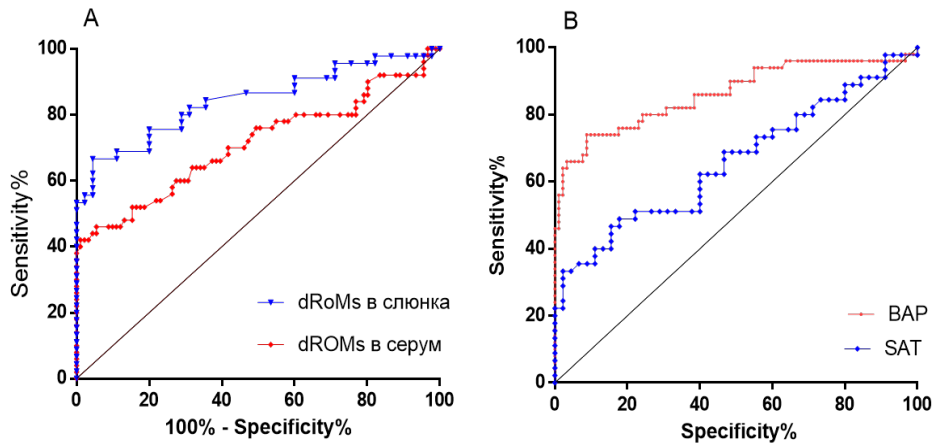 A
100
80
60
40
20
0
Sensitivity%
0 20 40 60 80 100
100% - Specificity%
dRoMs в слюнка
dROMs в серум
B
100
80
60
40
20
0
Sensitivity%
0 20 40 60 80 100
Specificity%
BAP
SAT